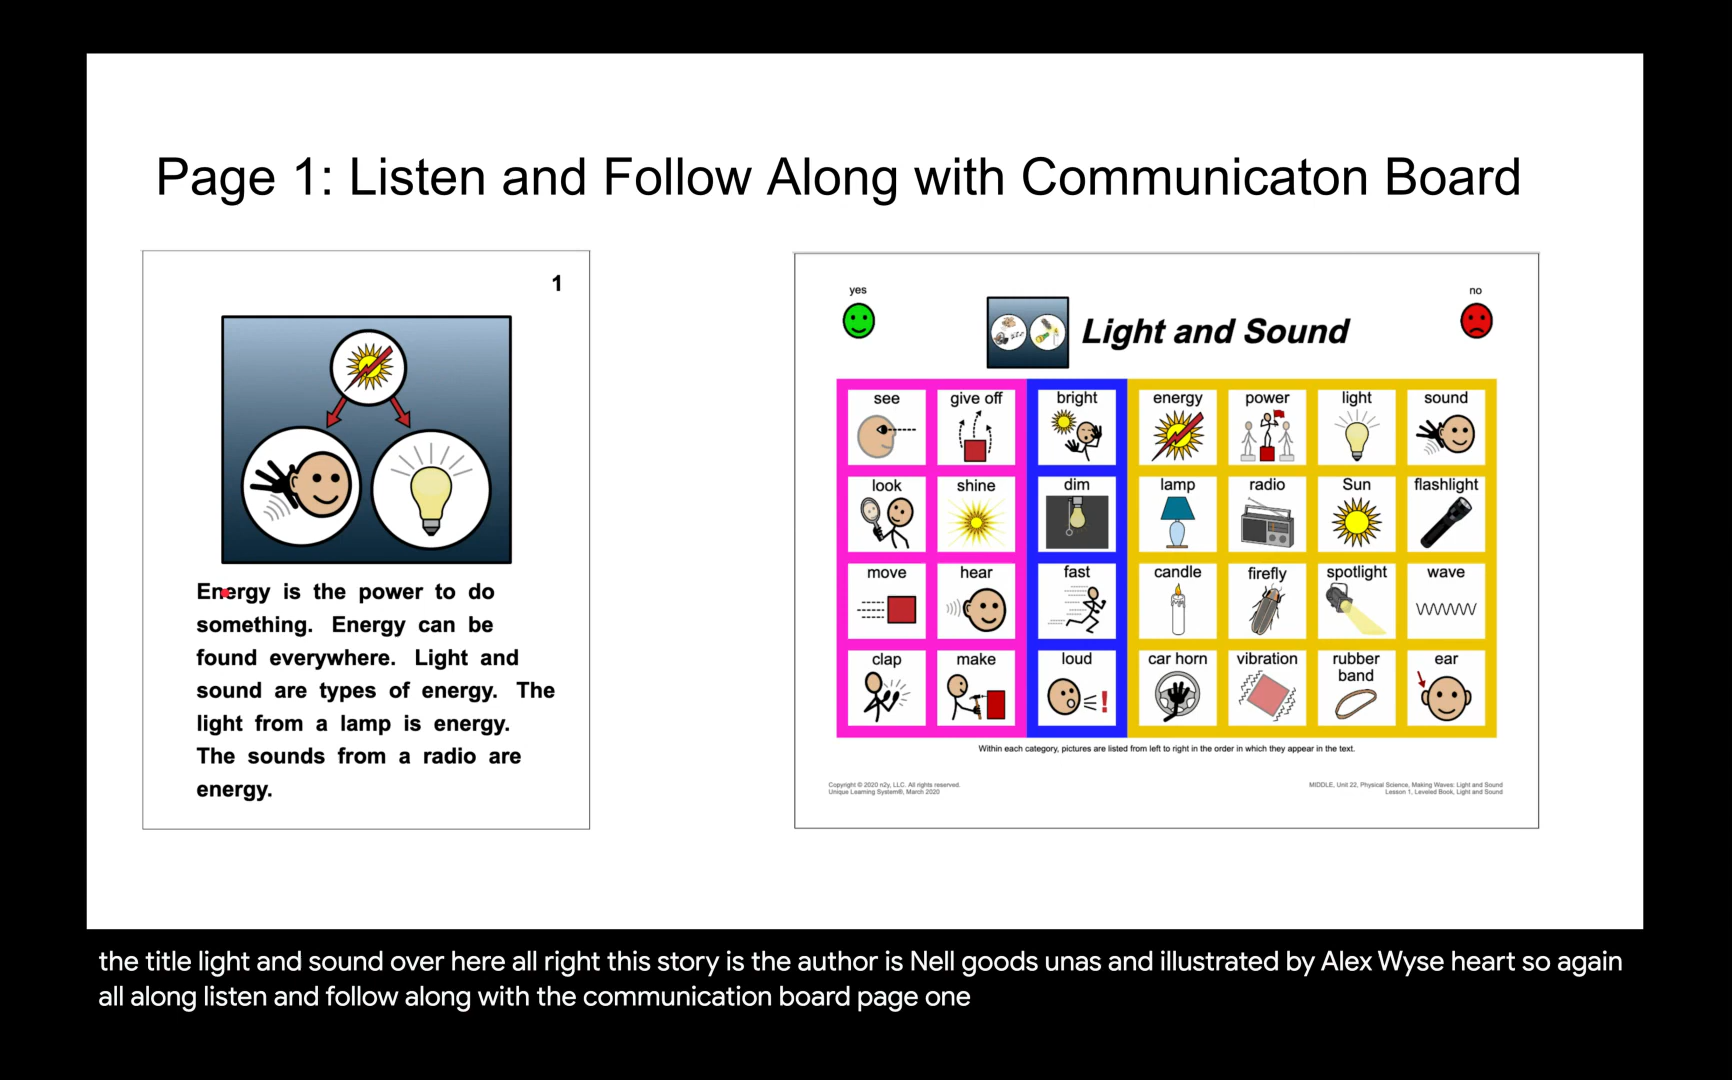 Page 1: Listen and Follow Along with Communicaton Board
1
Energy is the power to do
something. Energy can be
found everywhere. Light and
sound are types of energy. The
light from a lamp is energy.
The sounds from a radio are
energy.
yes
no
Light and Sound
see give off bright energy power light sound
look shine dim lamp radio Sun flashlight
move hear fast candle firefly spotlight wave
clap make loud car horn vibration rubber band ear
Within each category, pictures are listed from left to right in the order in which they appear in the text.
Copyright © 2020 n2y, LLC. All rights reserved.
Unique Learning System®, March 2020
MIDDLE, Unit 22, Physical Science, Making Waves: Light and Sound
Lesson 1, Leveled Book, Light and Sound
the title light and sound over here all right this story is the author is Nell goods unas and illustrated by Alex Wyse heart so again
all along listen and follow along with the communication board page one